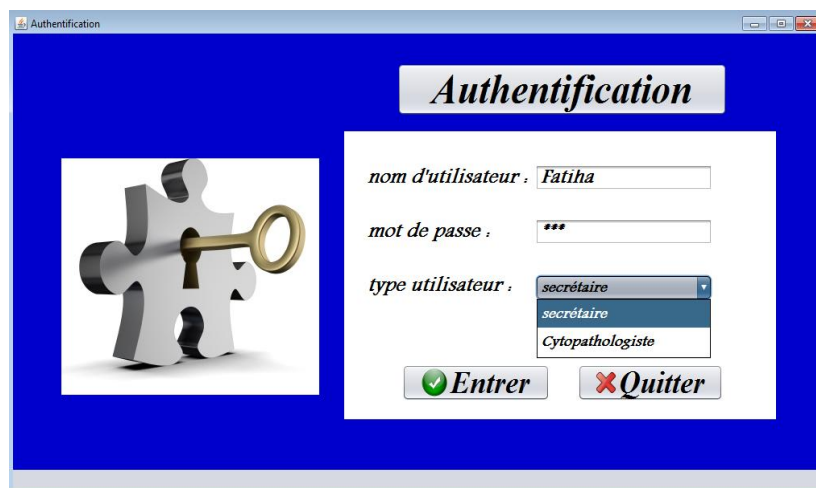 Authentification
Authentification
nom d'utilisateur : Fatiha
mot de passe : ***
type utilisateur : secrétaire
secrétaire
Cytopathologiste
Entrer Quitter